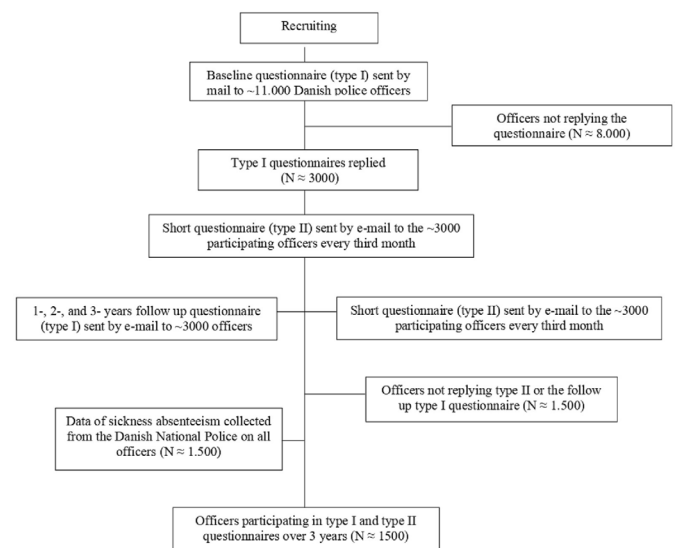 Recruiting
Baseline questionnaire (type I) sent by
mail to ~11.000 Danish police officers
Officers not replying the
questionnaire (N ≈ 8.000)
Type I questionnaires replied
(N ≈ 3000)
Short questionnaire (type II) sent by e-mail to the ~3000
participating officers every third month
1-, 2-, and 3- years follow up questionnaire
(type I) sent by e-mail to ~3000 officers
Short questionnaire (type II) sent by e-mail to the ~3000
participating officers every third month
Officers not replying type II or the follow
up type I questionnaire (N ≈ 1.500)
Data of sickness absenteeism collected
from the Danish National Police on all
officers (N ≈ 1.500)
Officers participating in type I and type II
questionnaires over 3 years (N ≈ 1500)